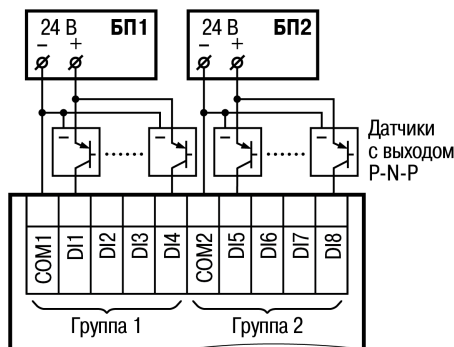 24 В БП1
– +
24 В БП2
– +
Датчики
с выходом
P-N-P
– – – –
COM1 DI1 DI2 DI3 DI4 COM2 DI5 DI6 DI7 DI8
Группа 1 Группа 2